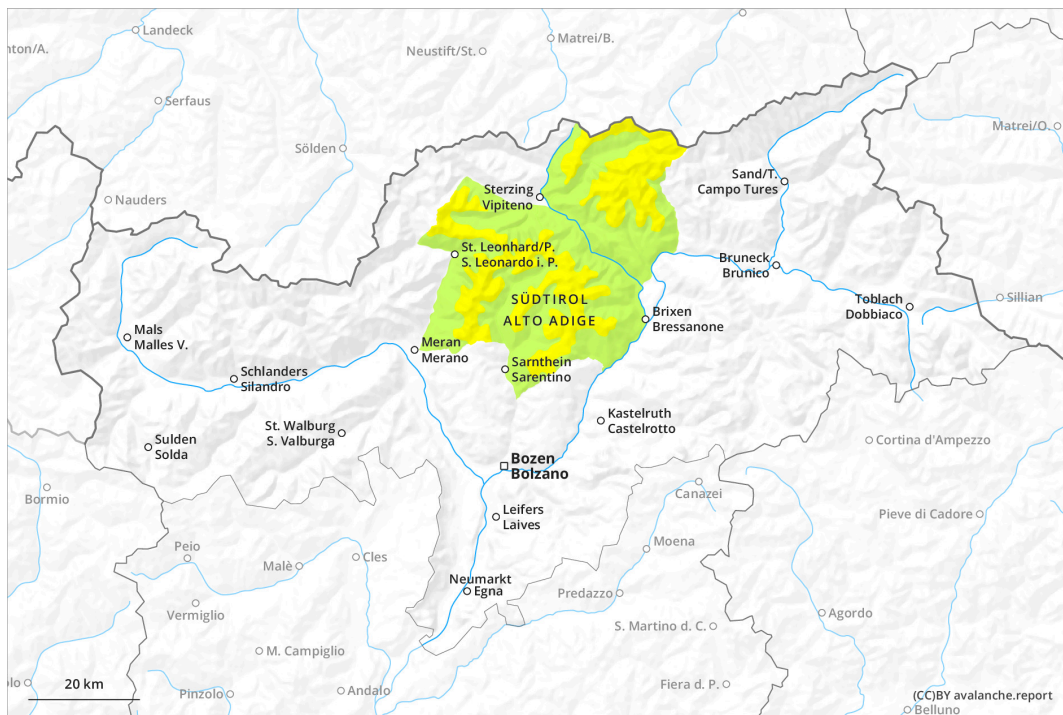 Landeck
Matrei/B.
nton/A.
Neustift/St.
Serfaus
Matrei/O.
Sölden
Sand/T.
Campo Tures
Nauders
Sterzing
Vipiteno
St. Leonhard/P.
S. Leonardo i. P.
Bruneck
Brunico
Toblach
Dobbiaco
Sillian
SÜDTIROL
ALTO ADIGE
Brixen
Bressanone
Mals
Malles V.
Meran
Merano
Sarnthein
Sarentino
Schlanders
Silandro
St. Walburg
S. Valburga
Kastelruth
Castelrotto
Sulden
Solda
Cortina d'Ampezzo
Bozen
Bolzano
Bormio
Canazei
Leifers
Laives
Pieve di Cadore
Peio
Moena
Cles
Malè
Neumarkt
Egna
Predazzo
Vermiglio
Agordo
S. Martino d. C.
M. Campiglio
olo
20 km
Pinzolo
Andalo
Fiera d. P.
(CC)BY avalanche.report
Belluno